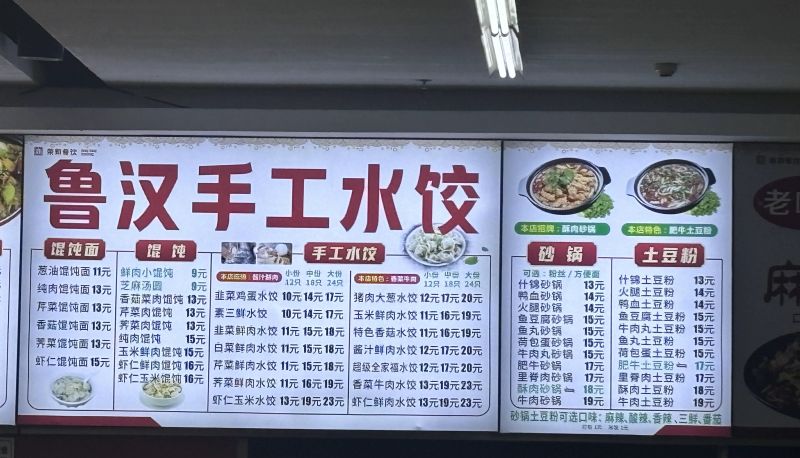 荣鼎餐饮
鲁汉手工水饺
馄饨面
葱油馄饨面 11元
纯肉馄饨面 13元
芹菜馄饨面 13元
香菇馄饨面 13元
荠菜馄饨面 13元
虾仁馄饨面 15元
馄饨
鲜肉小馄饨 9元
芝麻汤圆 9元
香菇菜肉馄饨 13元
芹菜肉馄饨 13元
荠菜肉馄饨 13元
纯肉馄饨 15元
玉米鲜肉馄饨 15元
虾仁鲜肉馄饨 16元
虾仁玉米馄饨 16元
手工水饺
本店招牌：酱汁鲜肉
小份 中份 大份
12只 18只 24只
韭菜鸡蛋水饺 10元 14元 17元
素三鲜水饺 10元 14元 17元
韭菜鲜肉水饺 11元 15元 18元
白菜鲜肉水饺 11元 15元 18元
芹菜鲜肉水饺 11元 15元 18元
荠菜鲜肉水饺 11元 16元 19元
虾仁玉米水饺 13元 19元 23元
本店特色：香菜牛肉
小份 中份 大份
12只 18只 24只
猪肉大葱水饺 12元 17元 20元
玉米鲜肉水饺 11元 16元 19元
特色香菇水饺 11元 16元 19元
酱汁鲜肉水饺 12元 17元 20元
超级全家福水饺 12元 17元 20元
香菜牛肉水饺 13元 19元 23元
虾仁鲜肉水饺 13元 19元 23元
本店招牌：酥肉砂锅
本店特色：肥牛土豆粉
砂锅
可选：粉丝/方便面
什锦砂锅 13元
鸭血砂锅 14元
火腿砂锅 14元
鱼豆腐砂锅 15元
鱼丸砂锅 15元
荷包蛋砂锅 15元
牛肉丸砂锅 15元
肥牛砂锅 17元
里脊肉砂锅 17元
酥肉砂锅 18元
牛肉砂锅 19元
土豆粉
什锦土豆粉 13元
火腿土豆粉 14元
鸭血土豆粉 14元
鱼豆腐土豆粉 15元
牛肉丸土豆粉 15元
鱼丸土豆粉 15元
荷包蛋土豆粉 15元
肥牛土豆粉 17元
里脊肉土豆粉 17元
酥肉土豆粉 18元
牛肉土豆粉 19元
砂锅土豆粉可选口味：麻辣、酸辣、香辣、三鲜、番茄
老
麻